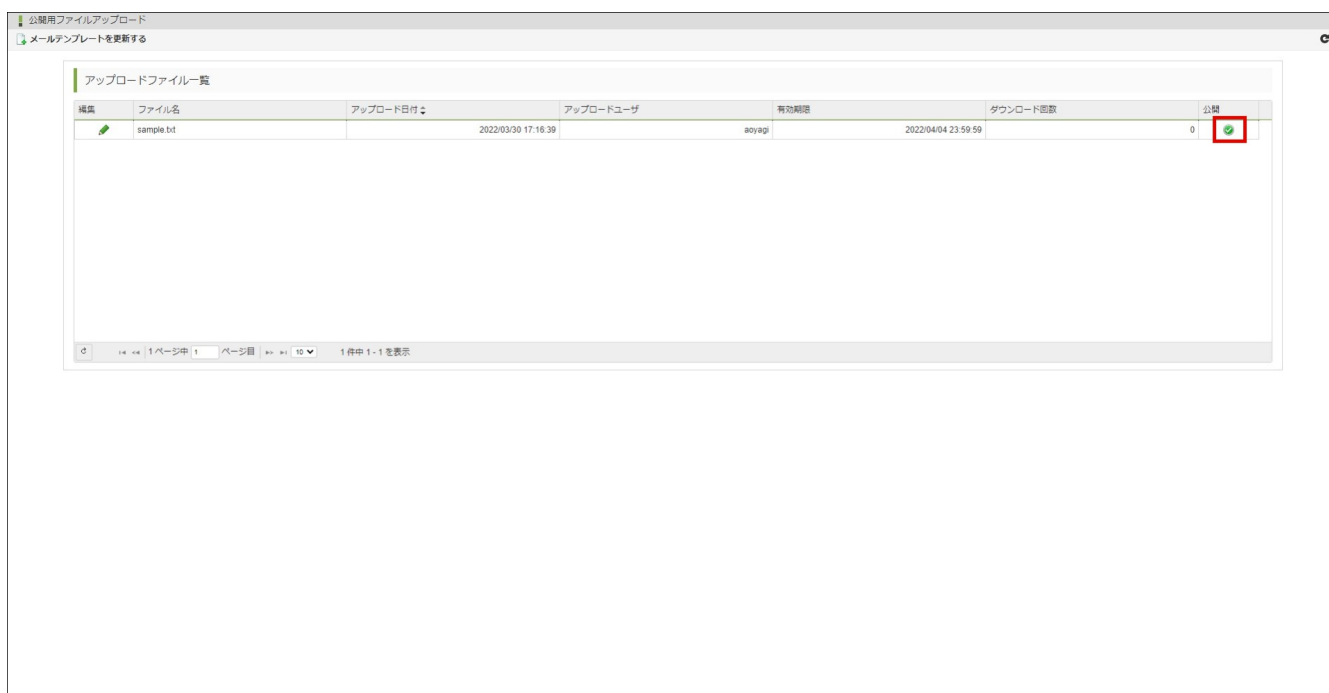 公開用ファイルアップロード
メールテンプレートを更新する
アップロードファイル一覧
編集 ファイル名 アップロード日付 アップロードユーザ 有効期限 ダウンロード回数 公開
sample.txt 2022/03/30 17:16:39 aoyagi 2022/04/04 23:59:59 0
1 ページ中 1 ページ目 10 1 件中 1 - 1 を表示